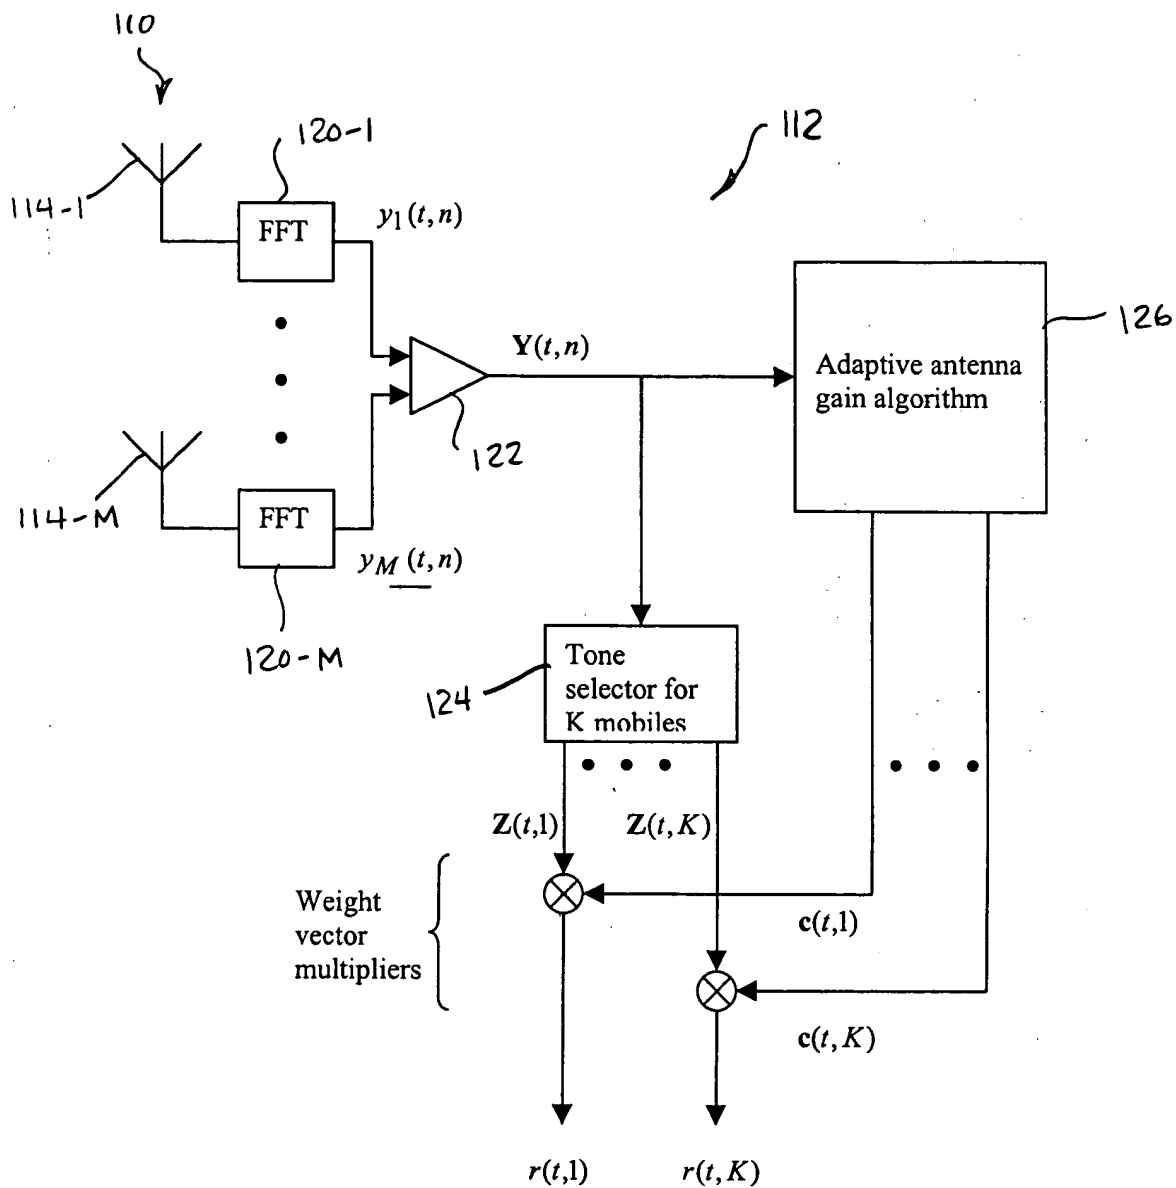 110
120-1
112
114-1
FFT
y1(t,n)
126
Y(t,n)
Adaptive antenna
gain algorithm
122
114-M
FFT
yM (t,n)
120-M
124
Tone
selector for
K mobiles
Z(t,1)
Z(t,K)
Weight
vector
multipliers
c(t,1)
c(t,K)
r(t,1)
r(t,K)